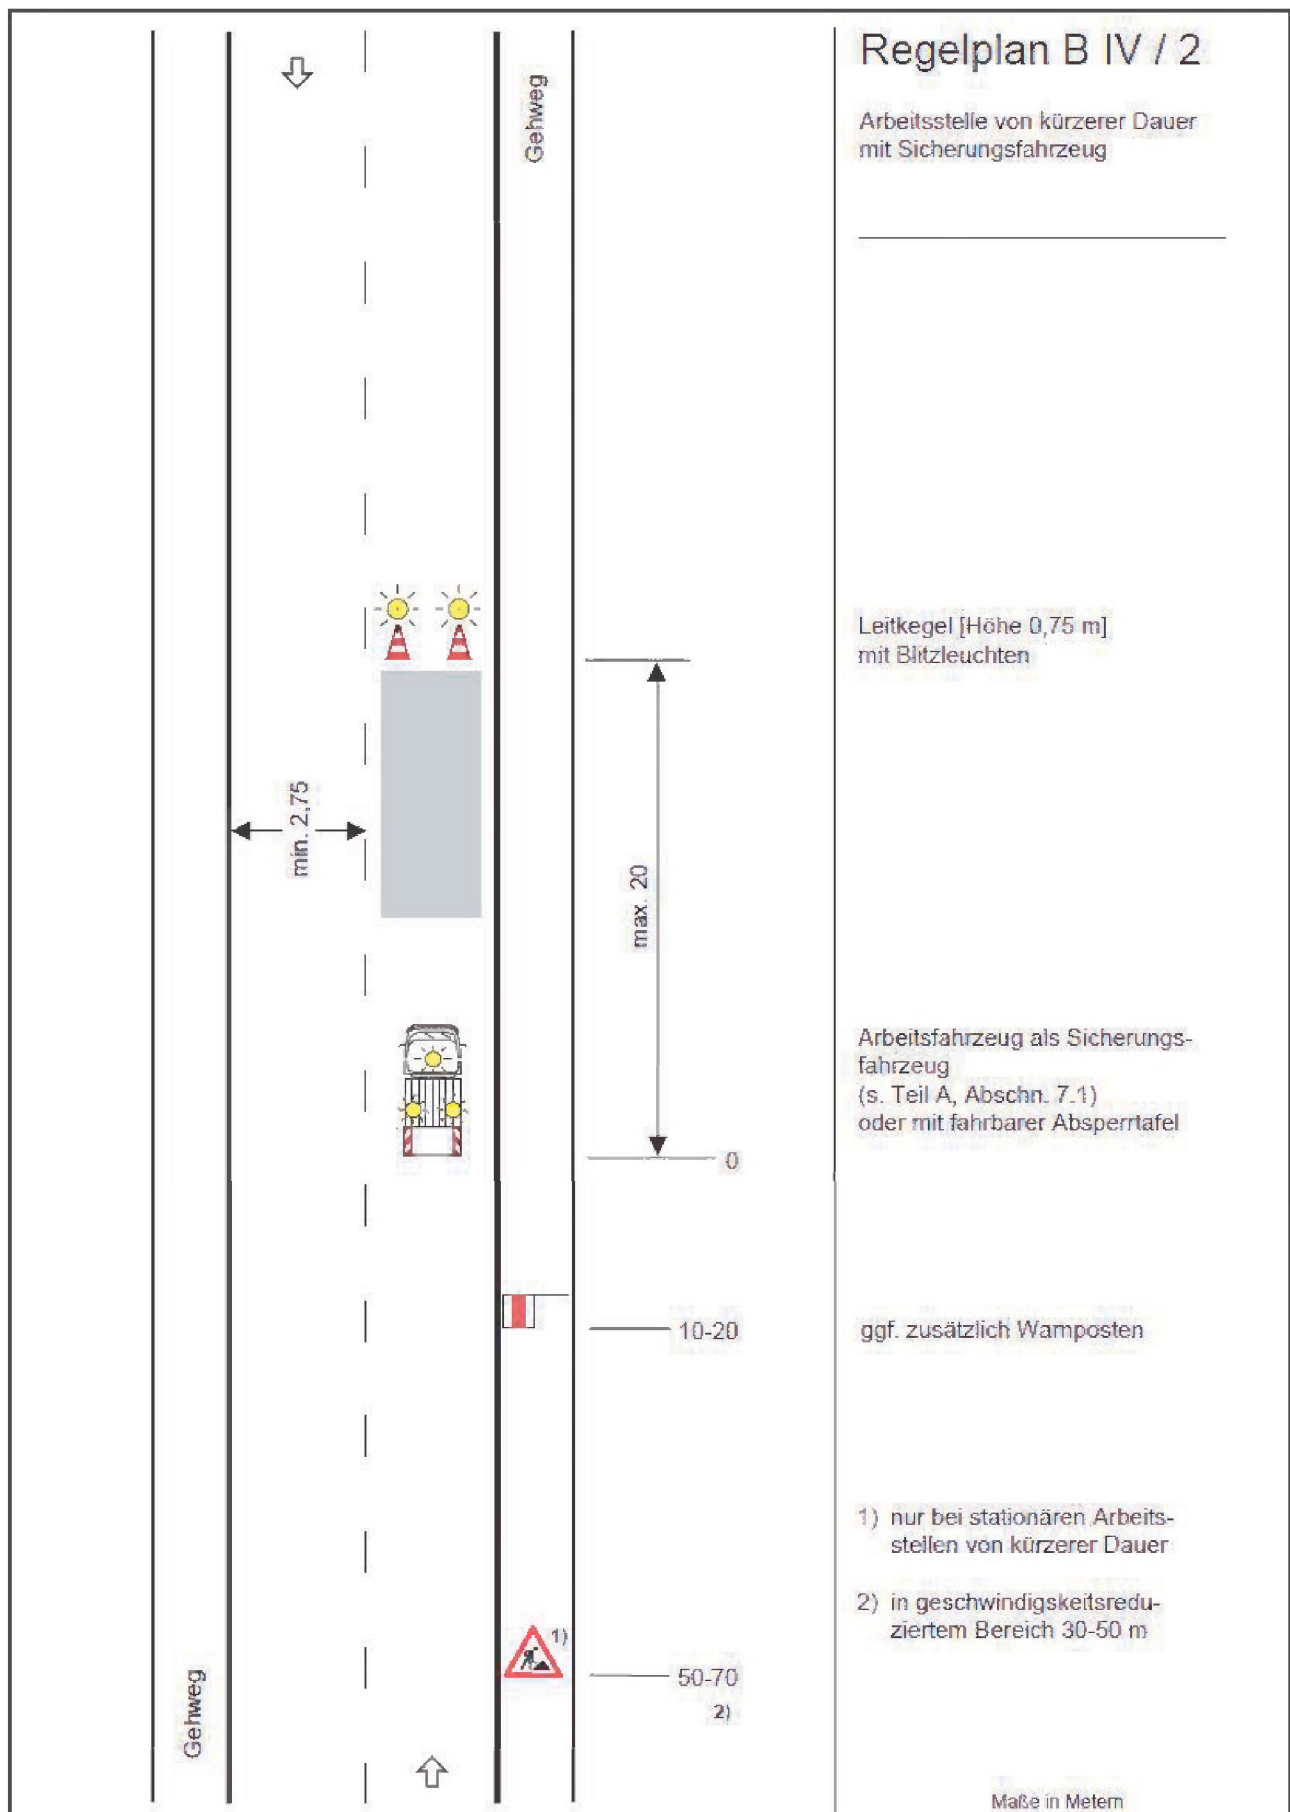 Regelplan B IV / 2
Arbeitsstelle von kürzerer Dauer
mit Sicherungsfahrzeug
Gehweg
Leitkegel [Höhe 0,75 m]
mit Blitzleuchten
min. 2,75
max. 20
Arbeitsfahrzeug als Sicherungs-
fahrzeug
(s. Teil A, Abschn. 7.1)
oder mit fahrbarer Absperrtafel
0
10-20
ggf. zusätzlich Warnposten
1) nur bei stationären Arbeits-
stellen von kürzerer Dauer
2) in geschwindigskeitsredu-
ziertem Bereich 30-50 m
1)
50-70
2)
Gehweg
Maße in Metern